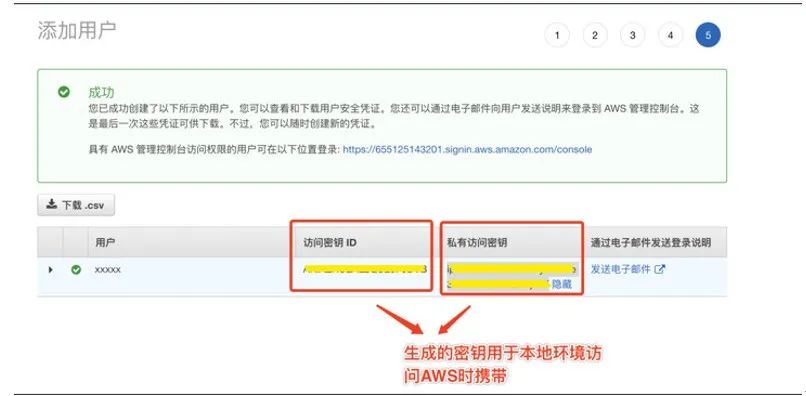 添加用户
1 2 3 4 5
成功
您已成功创建了以下所示的用户。您可以查看和下载用户安全凭证。您还可以通过电子邮件向用户发送说明来登录到 AWS 管理控制台。这
是最后一次这些凭证可供下载。不过，您可以随时创建新的凭证。
具有 AWS 管理控制台访问权限的用户可在以下位置登录: https://655125143201.signin.aws.amazon.com/console
下载 .csv
用户 访问密钥 ID 私有访问密钥 通过电子邮件发送登录说明
xxxxx 发送电子邮件
隐藏
生成的密钥用于本地环境访
问AWS时携带